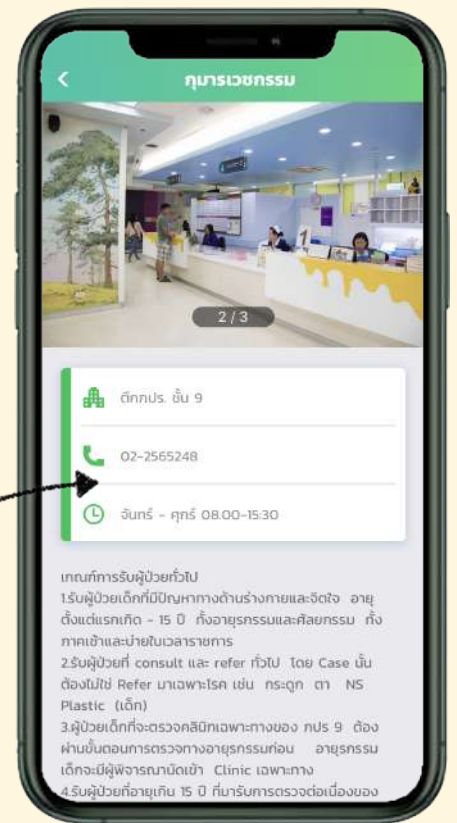 กุมารเวชกรรม
2 / 3
ตึกภปร. ชั้น 9
02-2565248
จันทร์ - ศุกร์ 08.00-15:30
เกณฑ์การรับผู้ป่วยทั่วไป
1.รับผู้ป่วยเด็กที่มีปัญหาทางด้านร่างกายและจิตใจ อายุ
ตั้งแต่แรกเกิด - 15 ปี ทั้งอายุรกรรมและศัลยกรรม ทั้ง
ภาคเช้าและบ่ายในเวลาราชการ
2.รับผู้ป่วยที่ consult และ refer ทั่วไป โดย Case นั้น
ต้องไม่ใช่ Refer มาเฉพาะโรค เช่น กระดูก ตา NS
Plastic (เด็ก)
3.ผู้ป่วยเด็กที่จะตรวจคลินิกเฉพาะทางของ ภปร 9 ต้อง
ผ่านขั้นตอนการตรวจทางอายุรกรรมก่อน อายุรกรรม
เด็กจะมีผู้พิจารณานัดเข้า Clinic เฉพาะทาง
4.รับผู้ป่วยที่อายุเกิน 15 ปี ที่มารับการตรวจต่อเนื่องของ